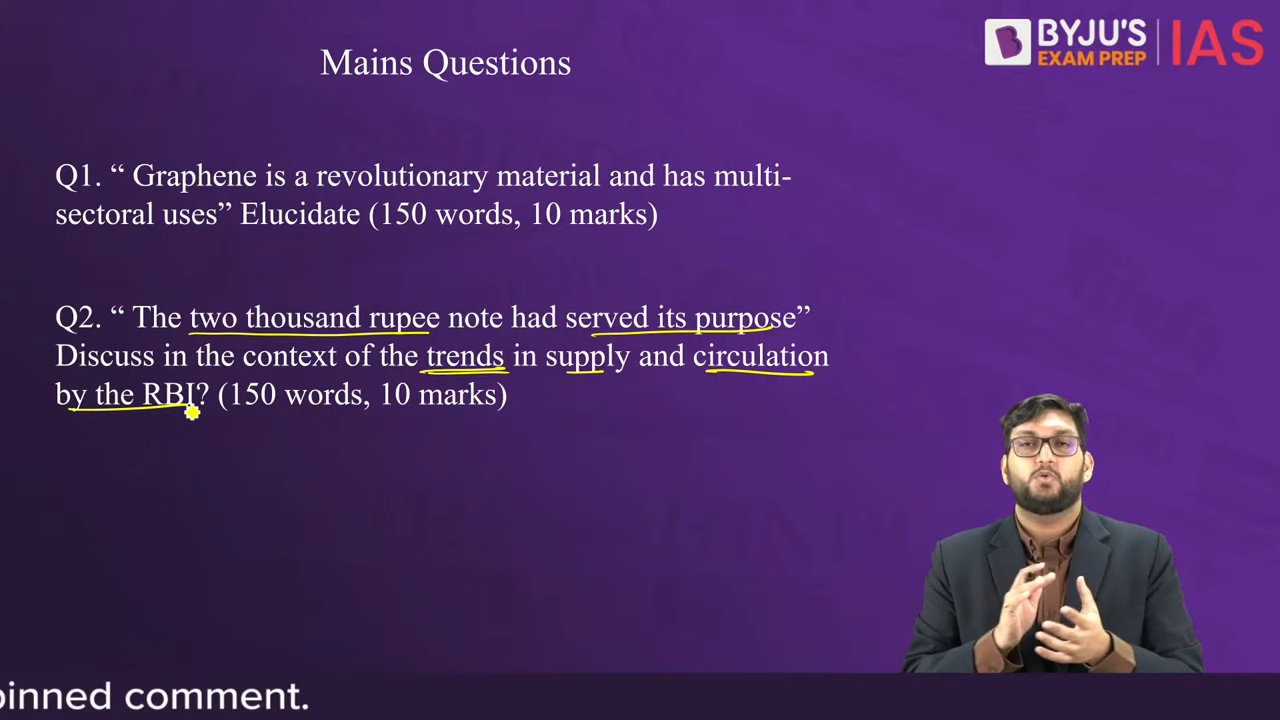 Mains Questions
BYJU'S
EXAM PREP
IAS
Q1. “ Graphene is a revolutionary material and has multi-
sectoral uses” Elucidate (150 words, 10 marks)
Q2. “ The two thousand rupee note had served its purpose”
Discuss in the context of the trends in supply and circulation
by the RBI? (150 words, 10 marks)
pinned comment.